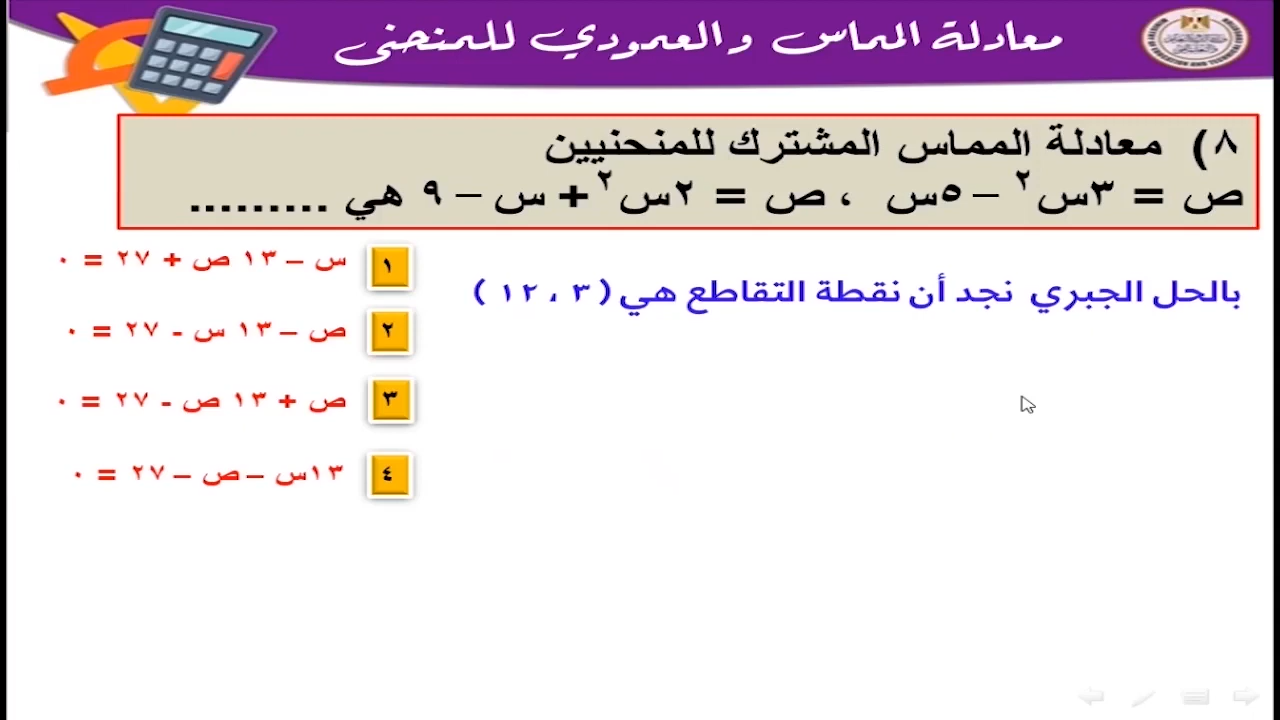 معادلة المماس والعمودي للمنحنى
٨) معادلة المماس المشترك للمنحنيين
ص = ٣س٢ – ٥س ، ص = ٢س٢ + س – ٩ هي .........
بالحل الجبري نجد أن نقطة التقاطع هي ( ٣ ، ١٢ )
١ س – ١٣ ص + ٢٧ = ٠
٢ ص – ١٣ س - ٢٧ = ٠
٣ ص + ١٣ ص - ٢٧ = ٠
٤ ١٣س – ص – ٢٧ = ٠